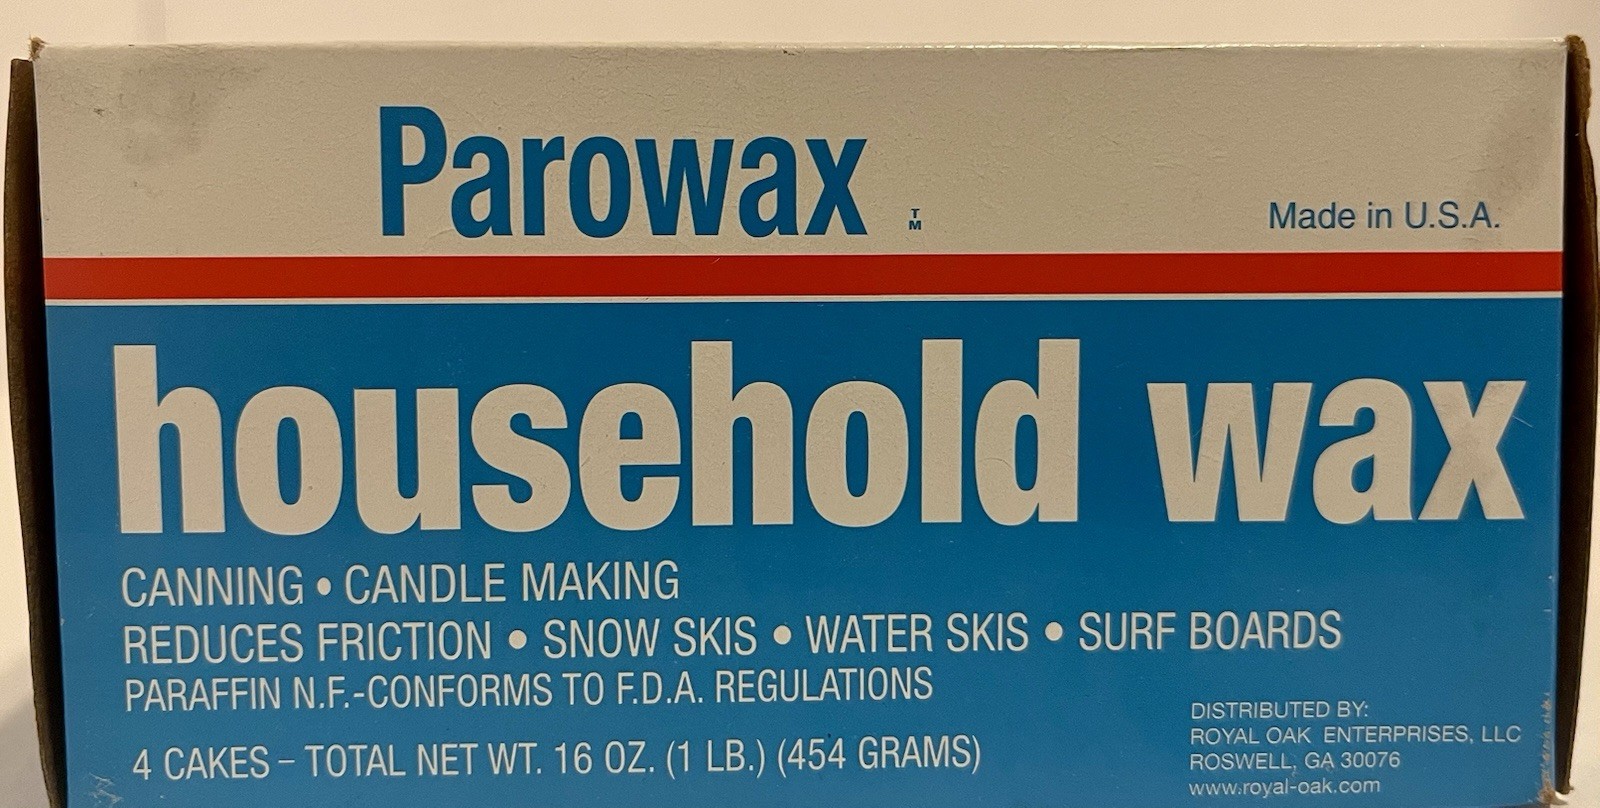 Parowax ™
Made in U.S.A.
household wax
CANNING • CANDLE MAKING
REDUCES FRICTION • SNOW SKIS • WATER SKIS • SURF BOARDS
PARAFFIN N.F.-CONFORMS TO F.D.A. REGULATIONS
4 CAKES – TOTAL NET WT. 16 OZ. (1 LB.) (454 GRAMS)
DISTRIBUTED BY:
ROYAL OAK ENTERPRISES, LLC
ROSWELL, GA 30076
www.royal-oak.com